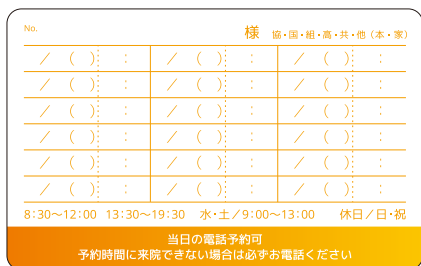 No. 様 協・国・組・高・共・他（本・家）
／ （ ） ： ／ （ ） ： ／ （ ） ：
／ （ ） ： ／ （ ） ： ／ （ ） ：
／ （ ） ： ／ （ ） ： ／ （ ） ：
／ （ ） ： ／ （ ） ： ／ （ ） ：
／ （ ） ： ／ （ ） ： ／ （ ） ：
／ （ ） ： ／ （ ） ： ／ （ ） ：
8:30〜12:00 13:30〜19:30 水・土／9:00〜13:00 休日／日・祝
当日の電話予約可
予約時間に来院できない場合は必ずお電話ください